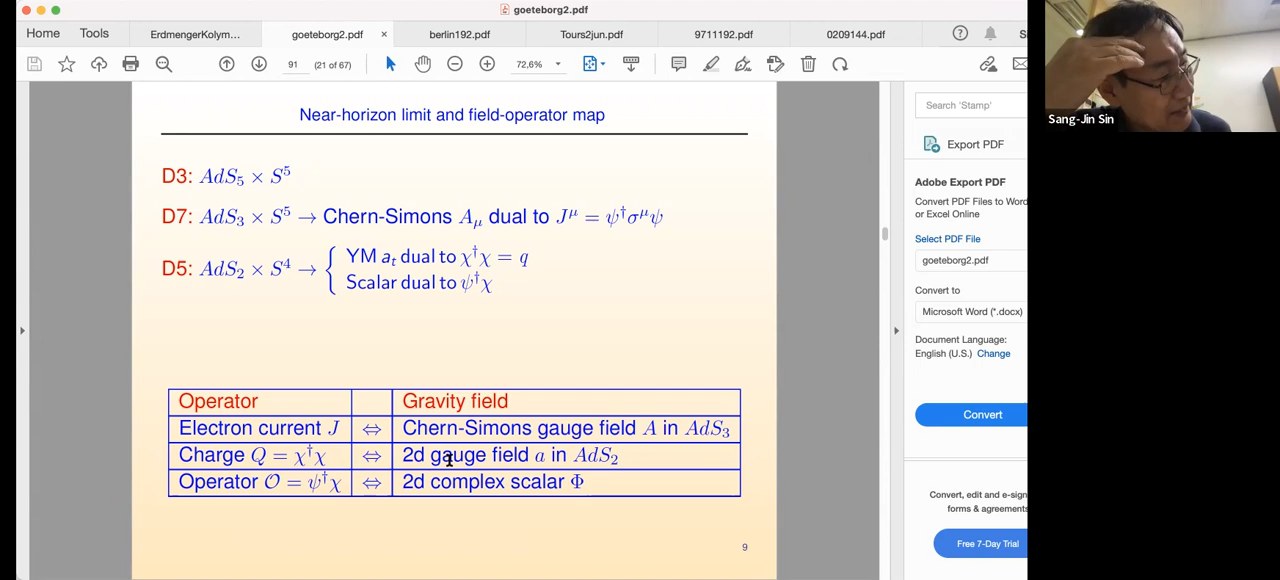 goeteborg2.pdf
Home Tools ErdmengerKolym... goeteborg2.pdf × berlin192.pdf Tours2jun.pdf 9711192.pdf 0209144.pdf
91 (21 of 67) 72,6%
Near-horizon limit and field-operator map
D3: AdS₅ × S⁵
D7: AdS₃ × S⁵ → Chern-Simons A_μ dual to J^μ = ψ†σ^μψ
D5: AdS₂ × S⁴ → { YM a_t dual to χ†χ = q
Scalar dual to ψ†χ
Operator Gravity field
Electron current J ⇔ Chern-Simons gauge field A in AdS₃
Charge Q = χ†χ ⇔ 2d gauge field a in AdS₂
Operator 𝒪 = ψ†χ ⇔ 2d complex scalar Φ
9
Search 'Stamp'
Export PDF
Adobe Export PDF
Convert PDF Files to Word
or Excel Online
Select PDF File
goeteborg2.pdf
Convert to
Microsoft Word (*.docx)
Document Language:
English (U.S.) Change
Convert
Convert, edit and e-sign
forms & agreements
Free 7-Day Trial
Sang-Jin Sin